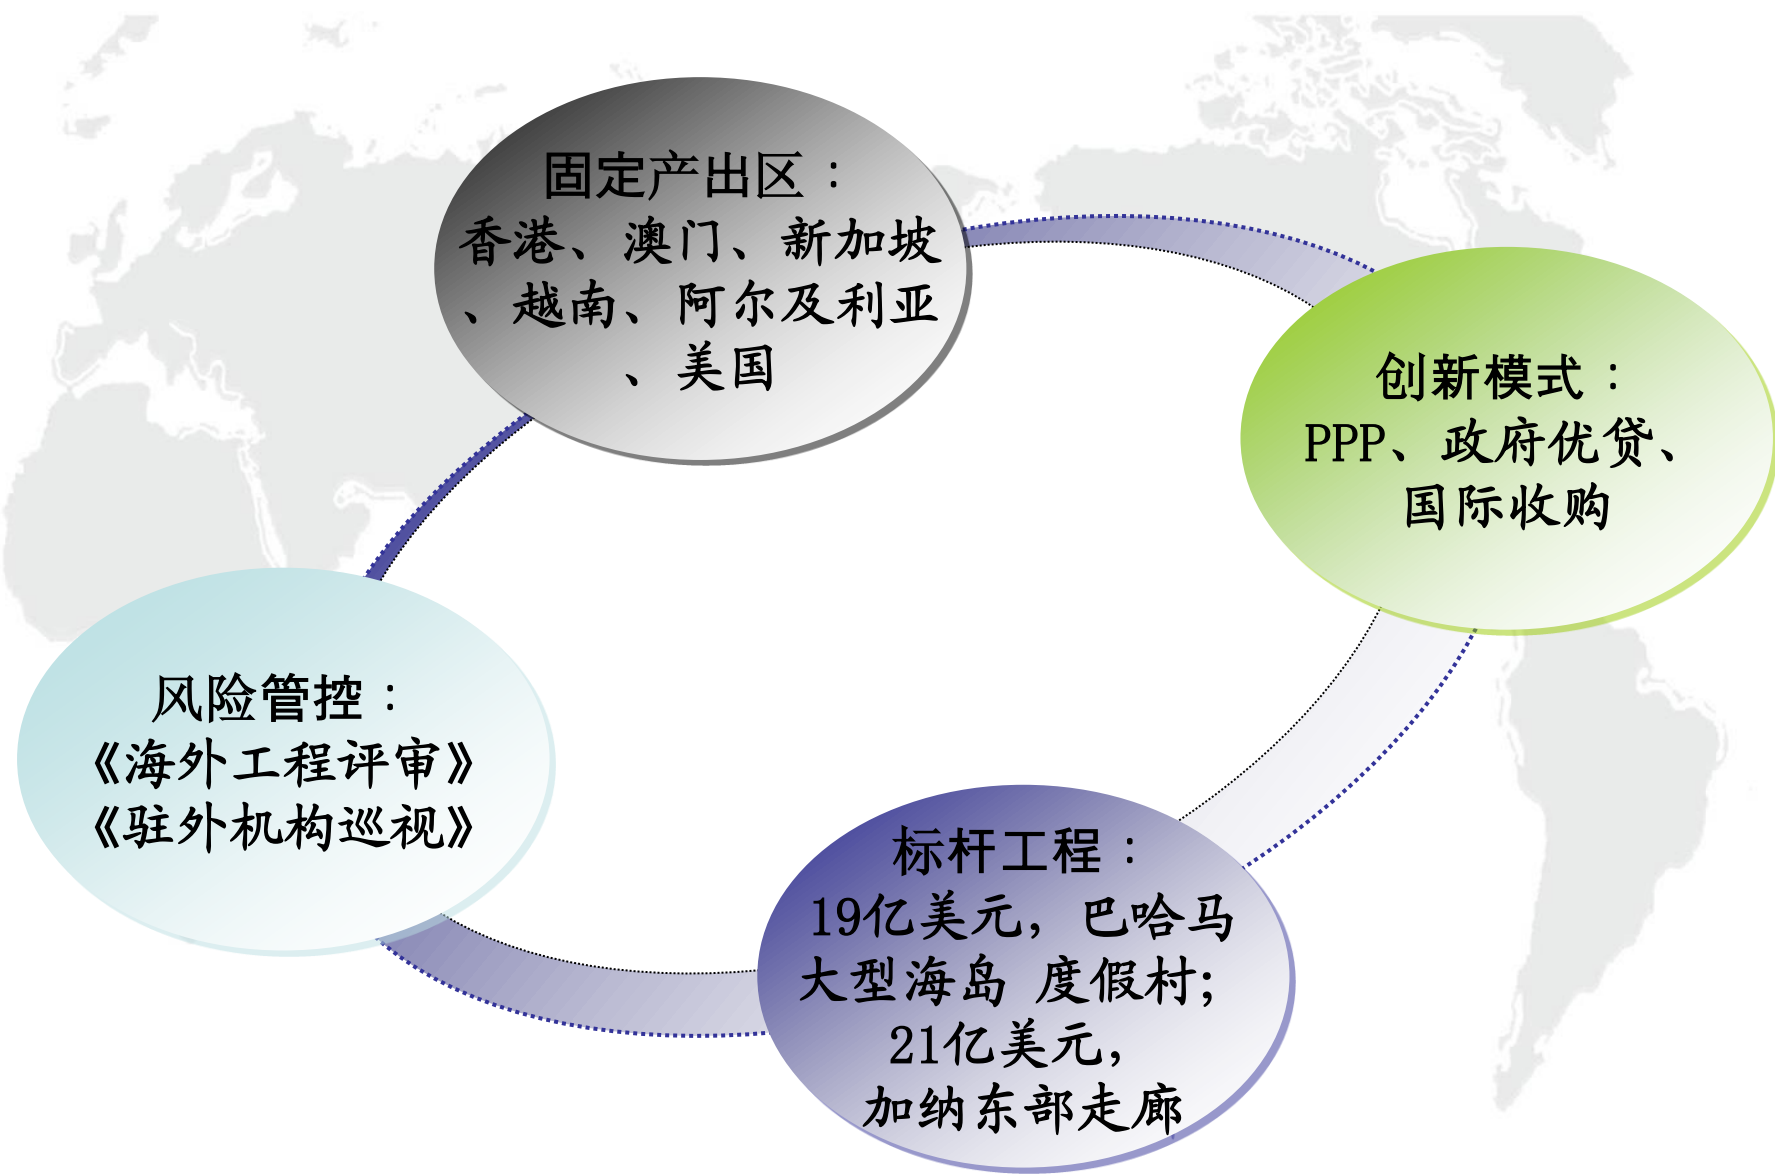 固定产出区：
香港、澳门、新加坡
、越南、阿尔及利亚
、美国
创新模式：
PPP、政府优贷、
国际收购
风险管控：
《海外工程评审》
《驻外机构巡视》
标杆工程：
19亿美元，巴哈马
大型海岛 度假村；
21亿美元，
加纳东部走廊